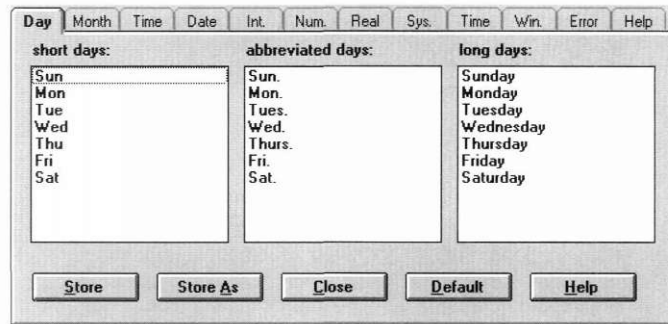 Day Month Time Date Int. Num. Real Sys. Time Win. Error Help
short days: abbreviated days: long days:
Sun Sun. Sunday
Mon Mon. Monday
Tue Tues. Tuesday
Wed Wed. Wednesday
Thu Thurs. Thursday
Fri Fri. Friday
Sat Sat. Saturday
Store Store As Close Default Help